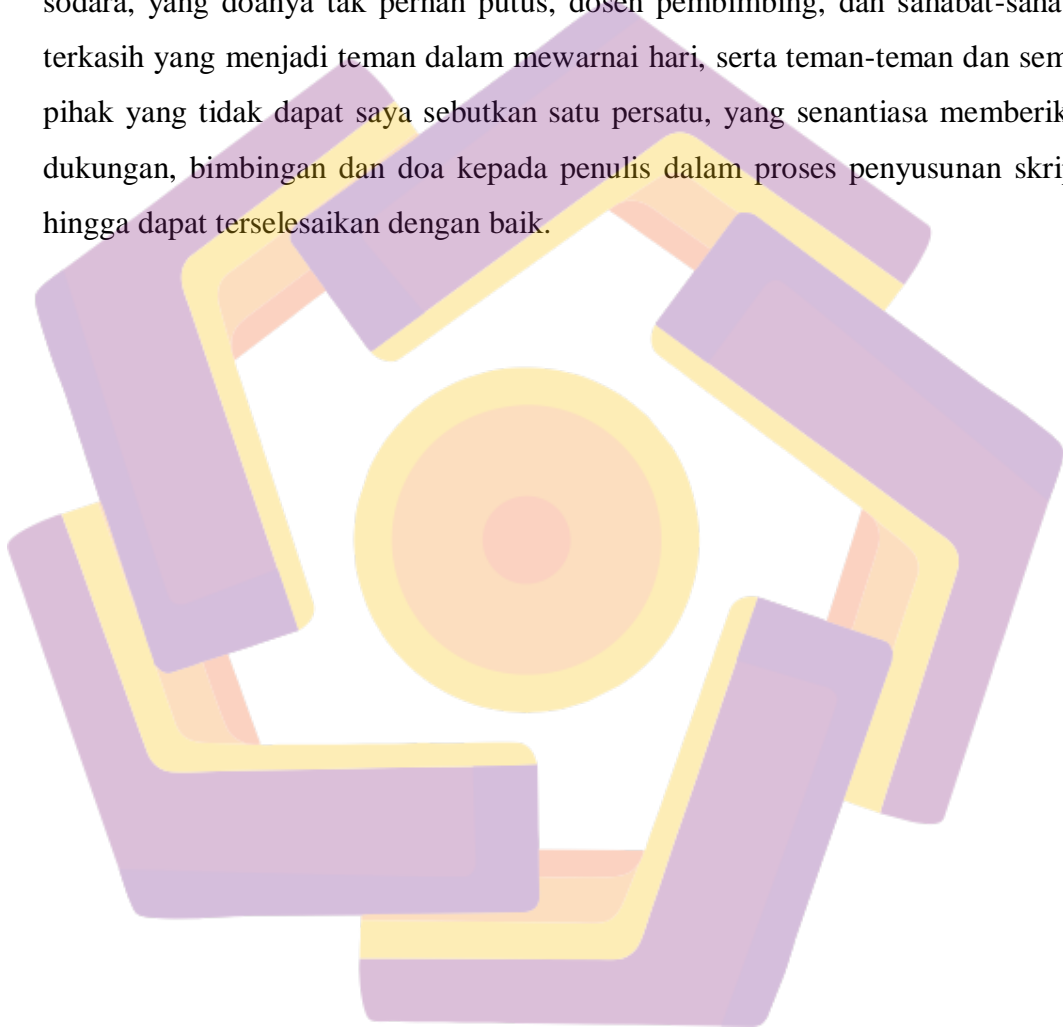 sodara, yang doanya tak pernah putus, dosen pembimbing, dan
terkasih yang menjadi teman dalam mewarnai hari, serta teman-teman dan
pihak yang tidak dapat saya sebutkan satu persatu, yang senantiasa
dukungan, bimbingan dan doa kepada penulis dalam proses penyusunan
hingga dapat terselesaikan dengan baik.